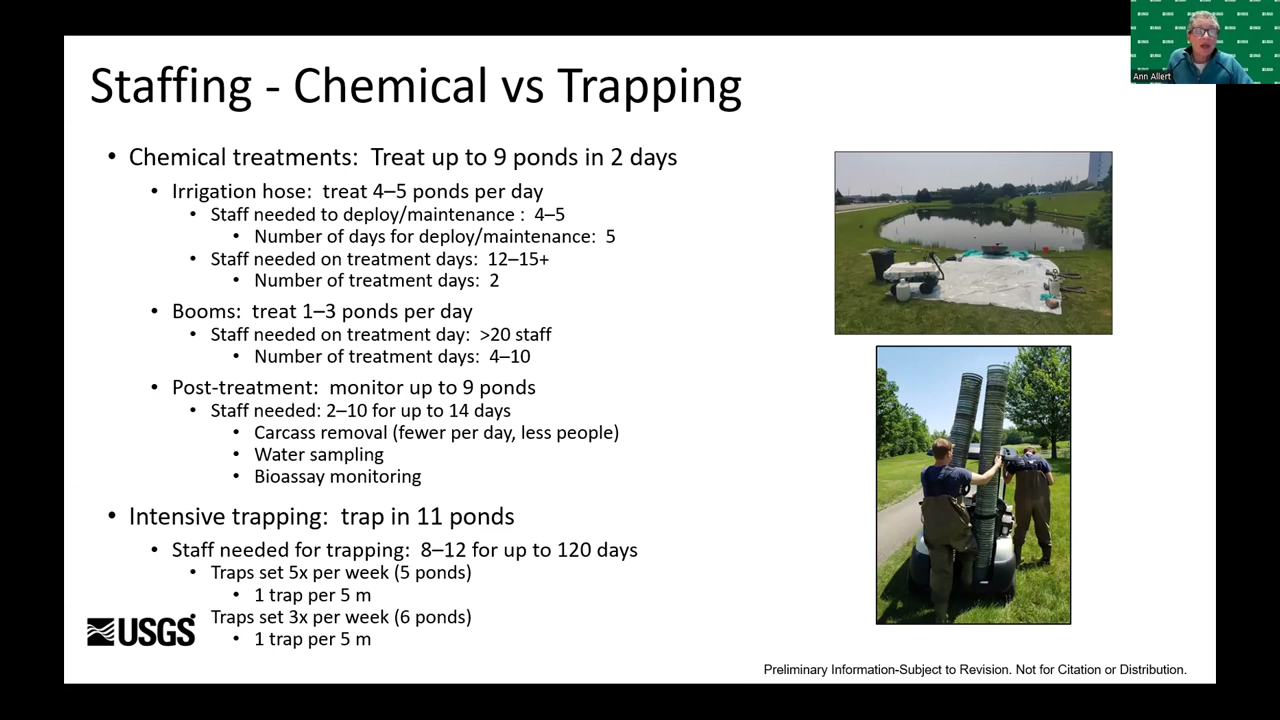 Ann Allert
Staffing - Chemical vs Trapping
• Chemical treatments:  Treat up to 9 ponds in 2 days
• Irrigation hose:  treat 4–5 ponds per day
• Staff needed to deploy/maintenance :  4–5
• Number of days for deploy/maintenance:  5
• Staff needed on treatment days:  12–15+
• Number of treatment days:  2
• Booms:  treat 1–3 ponds per day
• Staff needed on treatment day:  >20 staff
• Number of treatment days:  4–10
• Post-treatment:  monitor up to 9 ponds
• Staff needed: 2–10 for up to 14 days
• Carcass removal (fewer per day, less people)
• Water sampling
• Bioassay monitoring
• Intensive trapping:  trap in 11 ponds
• Staff needed for trapping:  8–12 for up to 120 days
• Traps set 5x per week (5 ponds)
• 1 trap per 5 m
• Traps set 3x per week (6 ponds)
• 1 trap per 5 m
USGS
Preliminary Information-Subject to Revision. Not for Citation or Distribution.